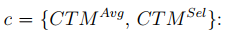 c = {CTM^{Avg}, CTM^{Sel}}: